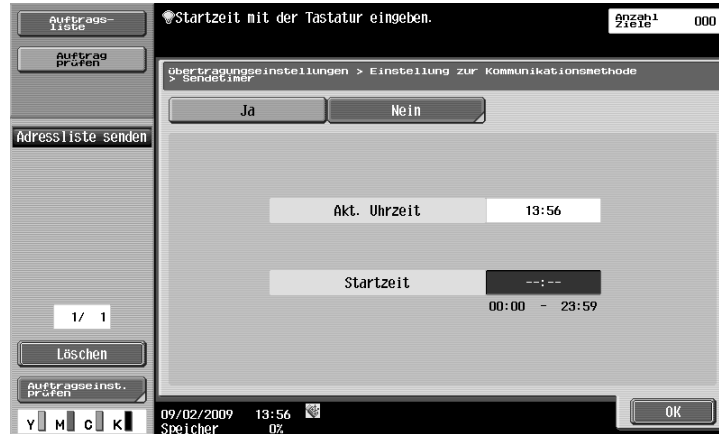 Auftrags-
liste
Auftrag
prüfen
Adressliste senden
1/ 1
Löschen
Auftragseinst.
prüfen
Y M C K
Startzeit mit der Tastatur eingeben.
Anzahl
Ziele 000
Übertragungseinstellungen > Einstellung zur Kommunikationsmethode
> Sendetimer
Ja Nein
Akt. Uhrzeit 13:56
Startzeit --:--
00:00 - 23:59
OK
09/02/2009 13:56
Speicher 0%